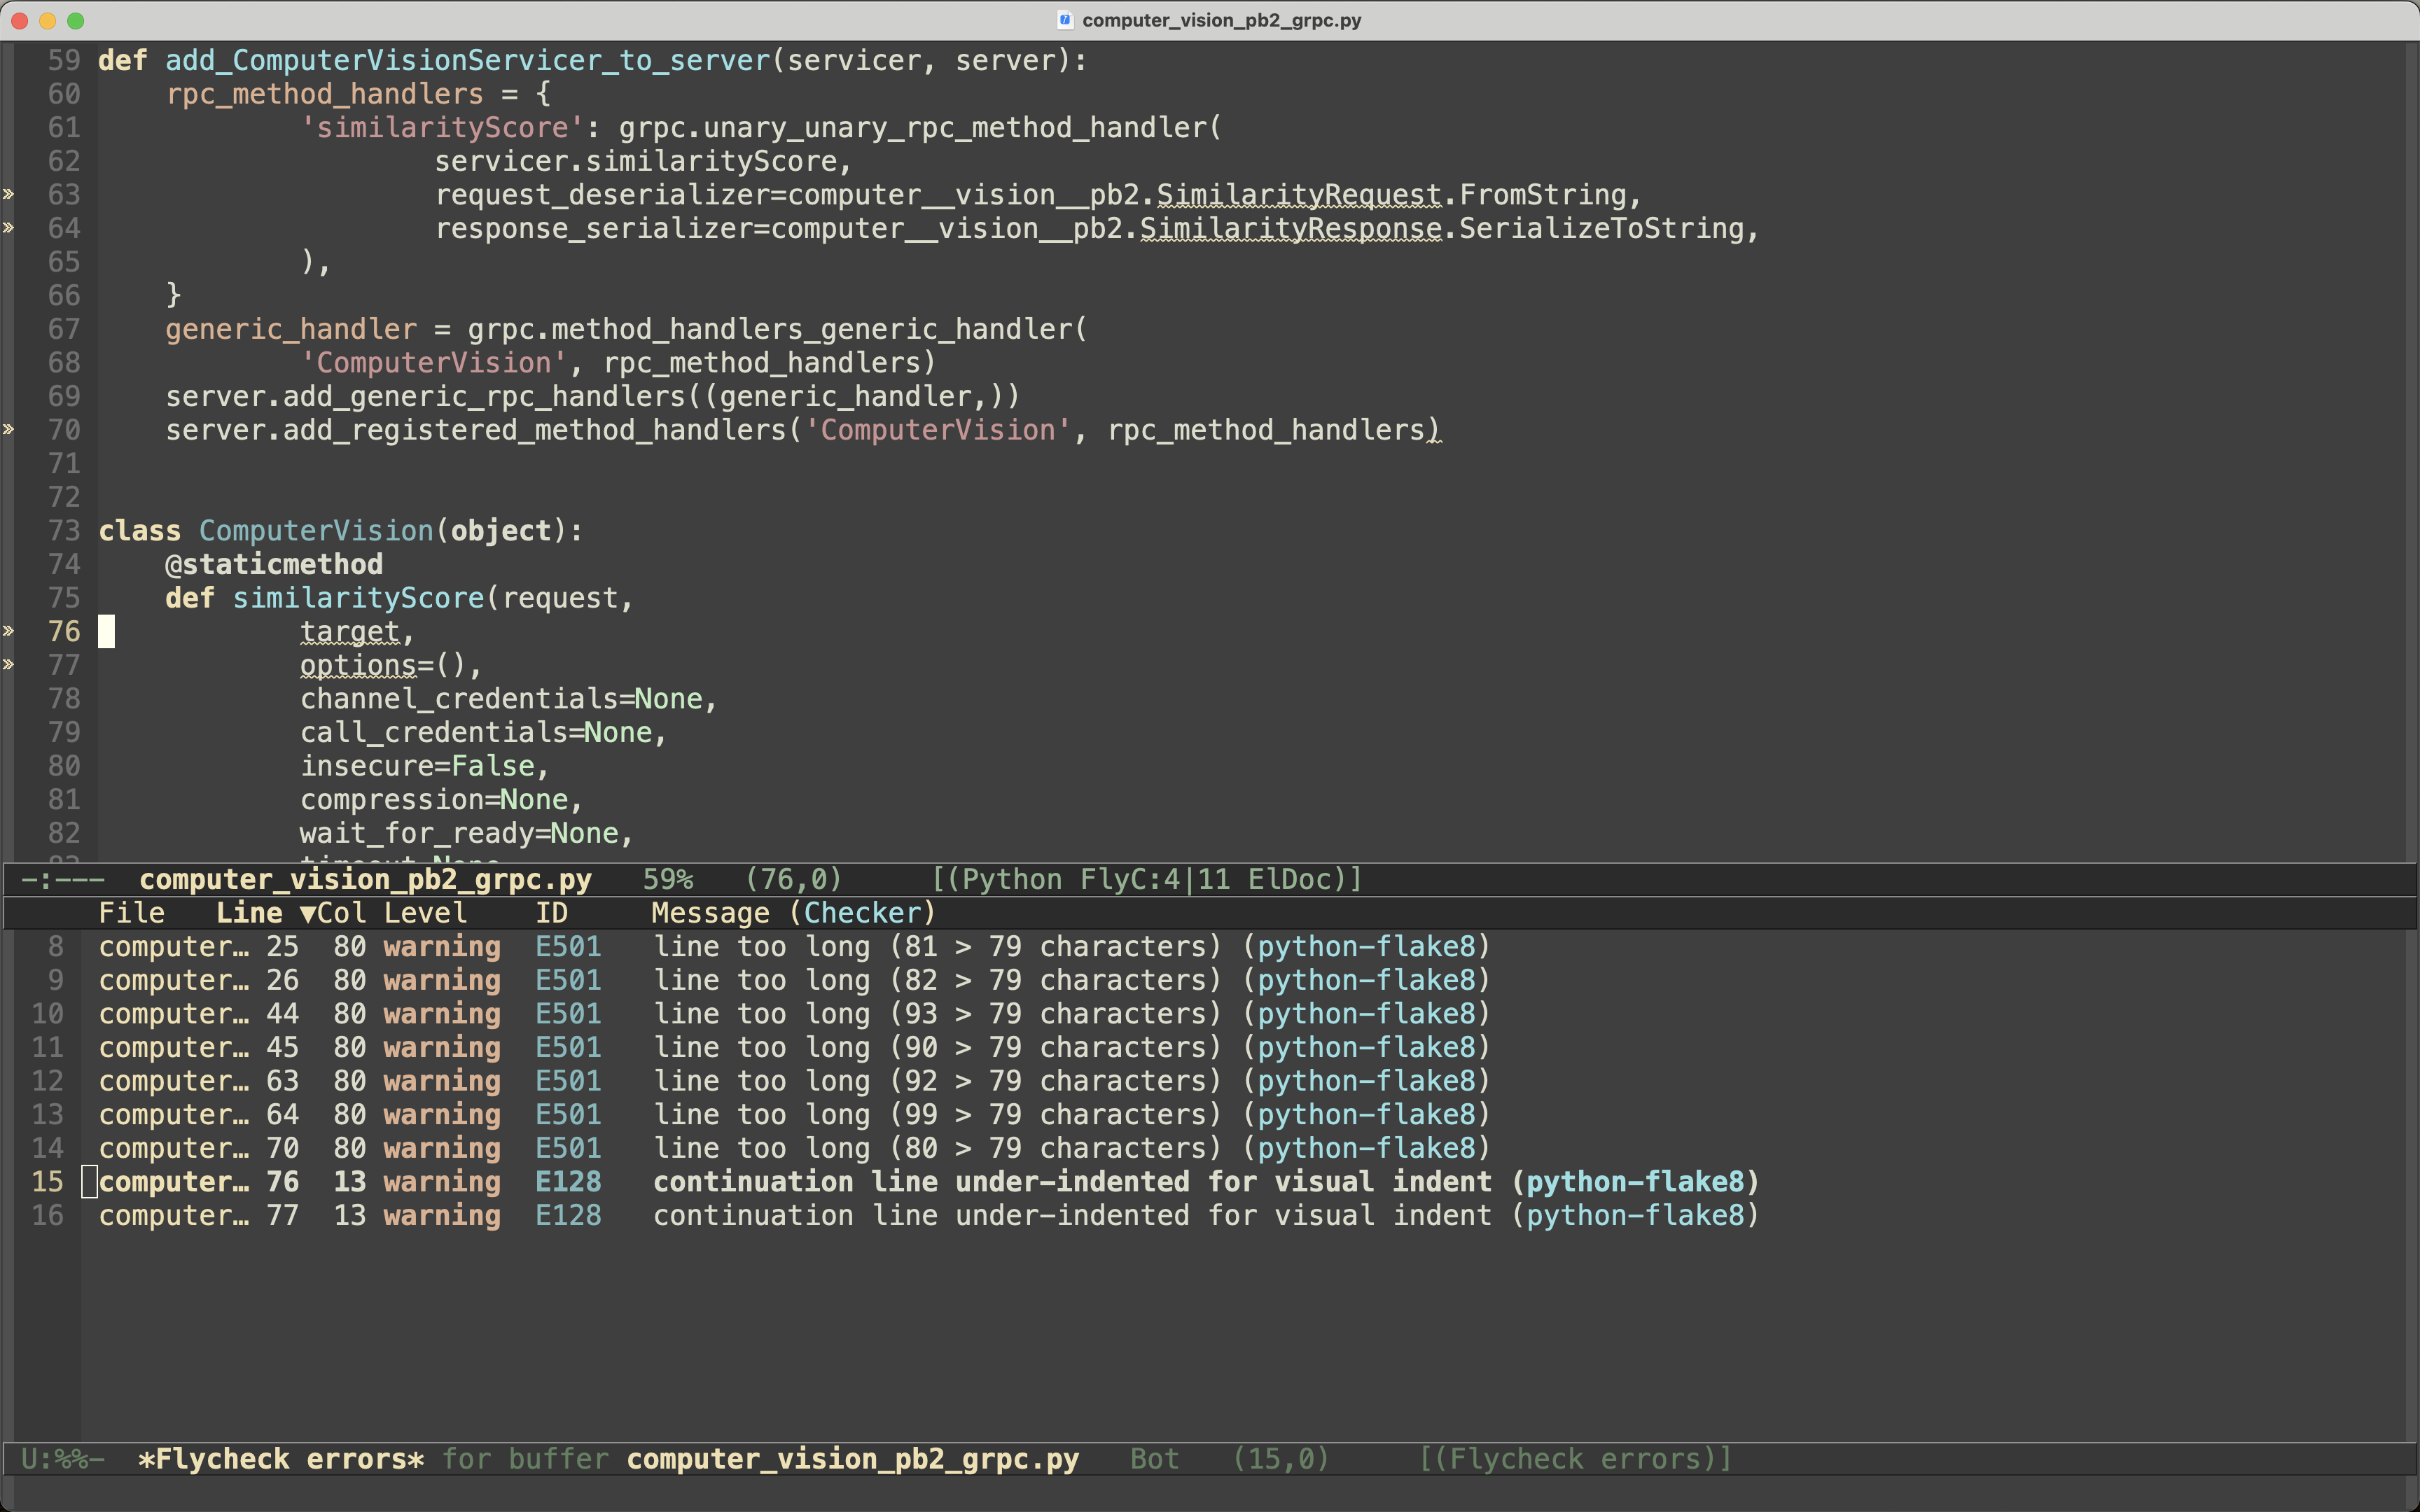 computer_vision_pb2_grpc.py
59 def add_ComputerVisionServicer_to_server(servicer, server):
60     rpc_method_handlers = {
61             'similarityScore': grpc.unary_unary_rpc_method_handler(
62                     servicer.similarityScore,
» 63                     request_deserializer=computer__vision__pb2.SimilarityRequest.FromString,
» 64                     response_serializer=computer__vision__pb2.SimilarityResponse.SerializeToString,
65             ),
66     }
67     generic_handler = grpc.method_handlers_generic_handler(
68             'ComputerVision', rpc_method_handlers)
69     server.add_generic_rpc_handlers((generic_handler,))
» 70     server.add_registered_method_handlers('ComputerVision', rpc_method_handlers)
71
72
73 class ComputerVision(object):
74     @staticmethod
75     def similarityScore(request,
» 76             target,
» 77             options=(),
78             channel_credentials=None,
79             call_credentials=None,
80             insecure=False,
81             compression=None,
82             wait_for_ready=None,
-:--- computer_vision_pb2_grpc.py 59% (76,0) [(Python FlyC:4|11 ElDoc)]
File Line ▼Col Level ID Message (Checker)
8 computer… 25 80 warning E501 line too long (81 > 79 characters) (python-flake8)
9 computer… 26 80 warning E501 line too long (82 > 79 characters) (python-flake8)
10 computer… 44 80 warning E501 line too long (93 > 79 characters) (python-flake8)
11 computer… 45 80 warning E501 line too long (90 > 79 characters) (python-flake8)
12 computer… 63 80 warning E501 line too long (92 > 79 characters) (python-flake8)
13 computer… 64 80 warning E501 line too long (99 > 79 characters) (python-flake8)
14 computer… 70 80 warning E501 line too long (80 > 79 characters) (python-flake8)
15 computer… 76 13 warning E128 continuation line under-indented for visual indent (python-flake8)
16 computer… 77 13 warning E128 continuation line under-indented for visual indent (python-flake8)
U:%%- *Flycheck errors* for buffer computer_vision_pb2_grpc.py Bot (15,0) [(Flycheck errors)]